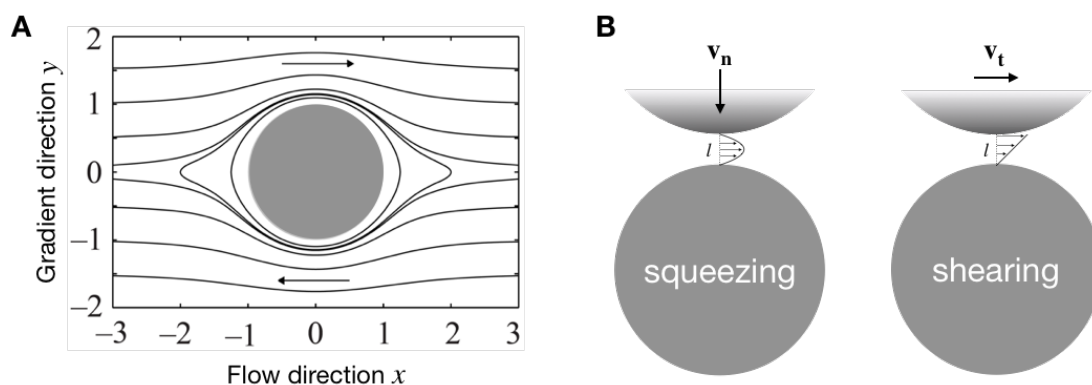 A
2
1
0
−1
−2
Gradient direction y
−3 −2 −1 0 1 2 3
Flow direction x
B
vn
l
squeezing
vt
l
shearing